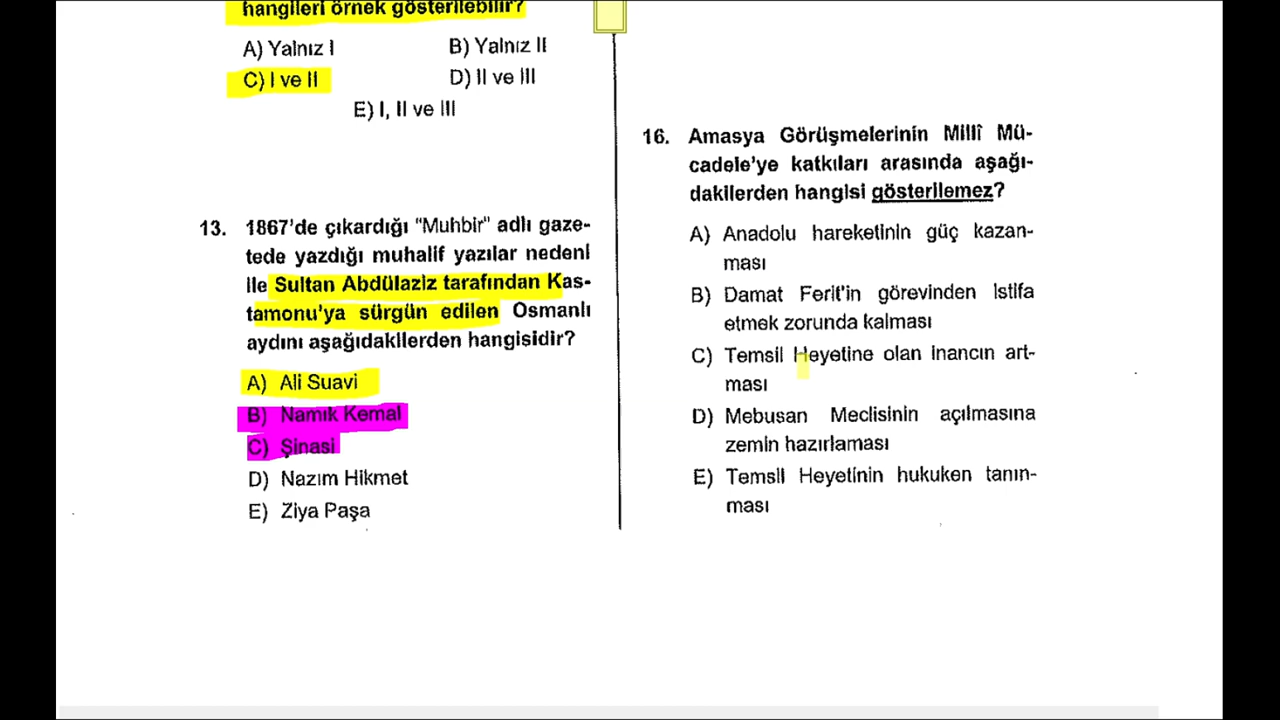 hangileri örnek gösterilebilir?
A) Yalnız I
B) Yalnız II
C) I ve II
D) II ve III
E) I, II ve III
13. 1867'de çıkardığı "Muhbir" adlı gaze-
tede yazdığı muhalif yazılar nedeni
ile Sultan Abdülaziz tarafından Kas-
tamonu'ya sürgün edilen Osmanlı
aydını aşağıdakilerden hangisidir?
A) Ali Suavi
B) Namık Kemal
C) Şinasi
D) Nazım Hikmet
E) Ziya Paşa
16. Amasya Görüşmelerinin Millî Mü-
cadele'ye katkıları arasında aşağı-
dakilerden hangisi gösterilemez?
A) Anadolu hareketinin güç kazan-
ması
B) Damat Ferit'in görevinden istifa
etmek zorunda kalması
C) Temsil Heyetine olan inancın art-
ması
D) Mebusan Meclisinin açılmasına
zemin hazırlaması
E) Temsil Heyetinin hukuken tanın-
ması